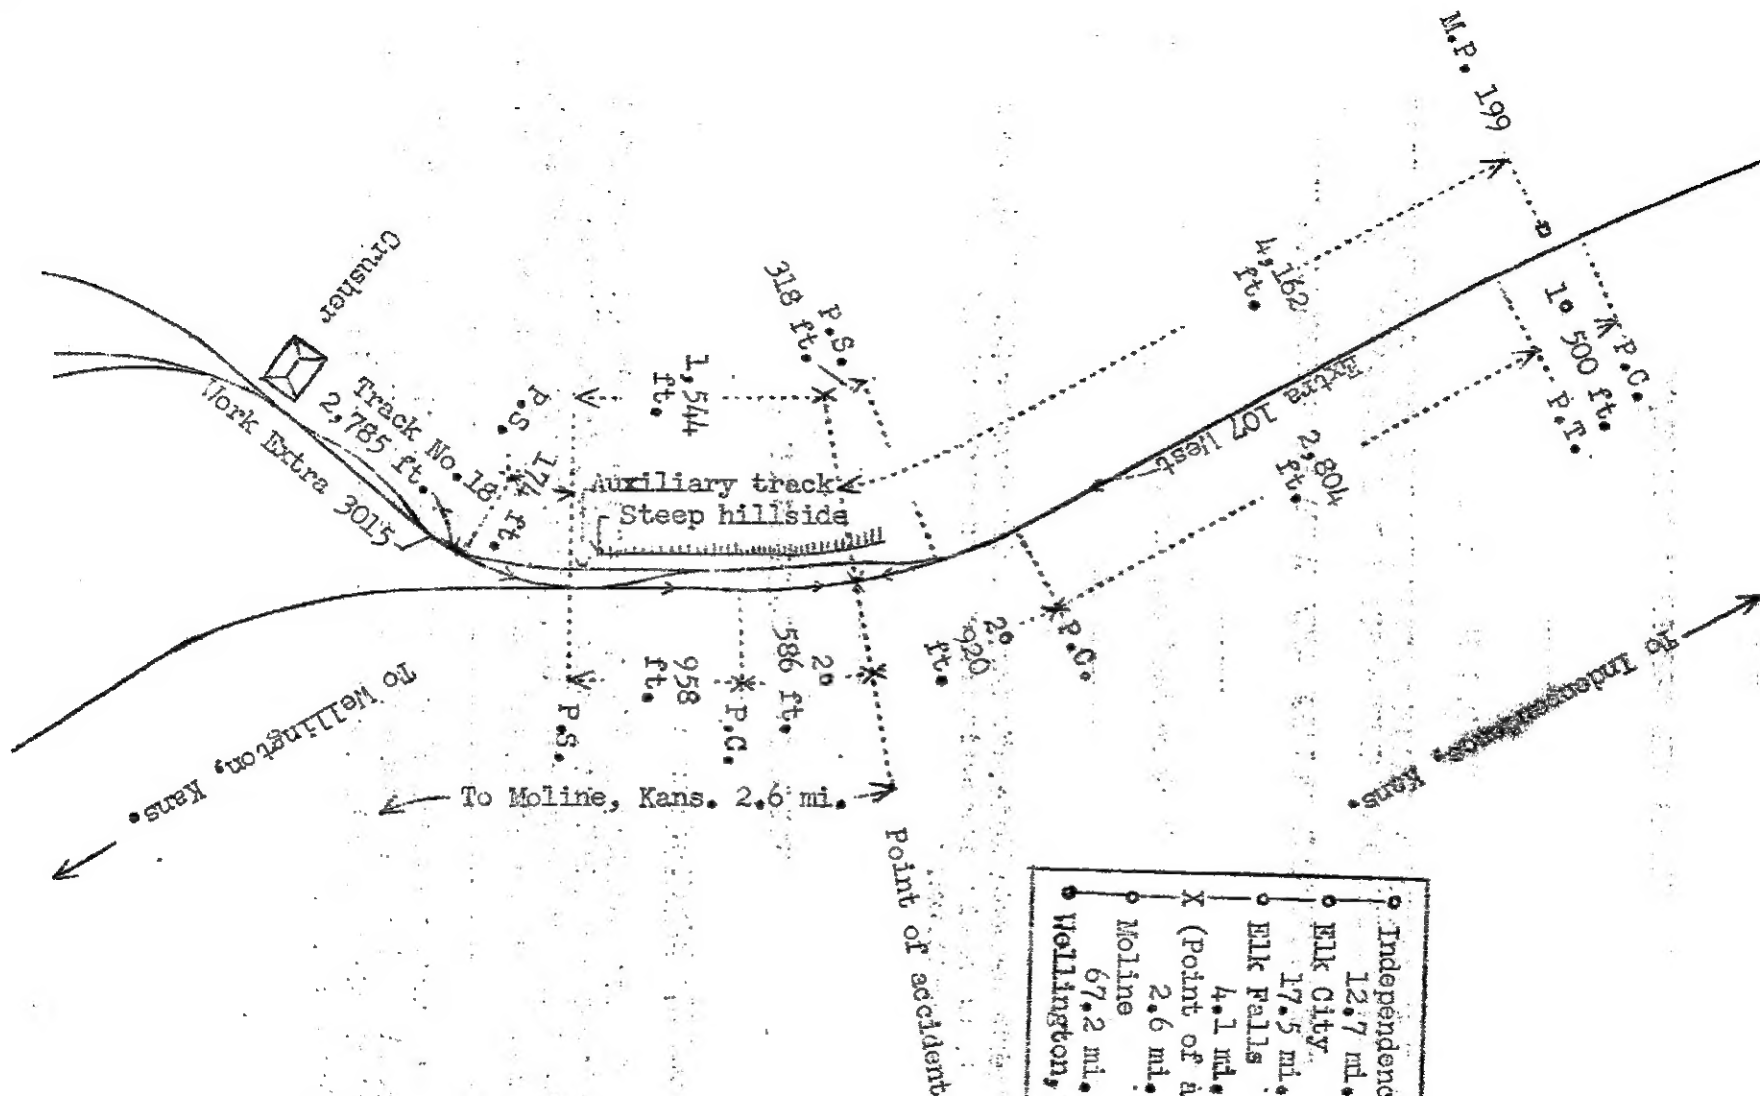 M.P. 199
4,162
ft.
1° 500 ft.
P.C.
P.T.
Extra 107 West
2,804
ft.
P.S.
318 ft.
1,544
ft.
Crusher
Track No.18
2,785 ft.
Work Extra 3015
P.S.
174 ft.
Auxiliary track
Steep hillside
P.C.
2°
920
ft.
2°
586 ft.
P.C.
958
ft.
P.S.
To Wellington, Kans.
To Independence, Kans.
To Moline, Kans. 2.6 mi.
Point of accident
Independenc
12.7 mi.
Elk City
17.5 mi.
Elk Falls
4.1 mi.
X (Point of a
2.6 mi.
Moline
67.2 mi.
Wellington,